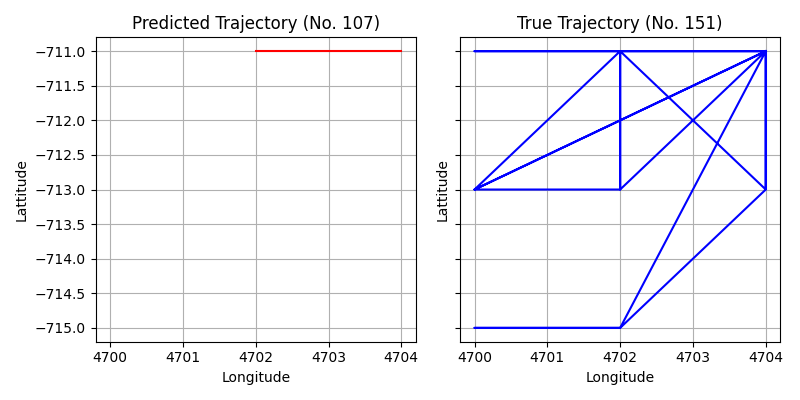 Predicted Trajectory (No. 107)
True Trajectory (No. 151)
−711.0
−711.5
−712.0
−712.5
−713.0
−713.5
−714.0
−714.5
−715.0
Lattitude
Lattitude
4700 4701 4702 4703 4704
4700 4701 4702 4703 4704
Longitude
Longitude